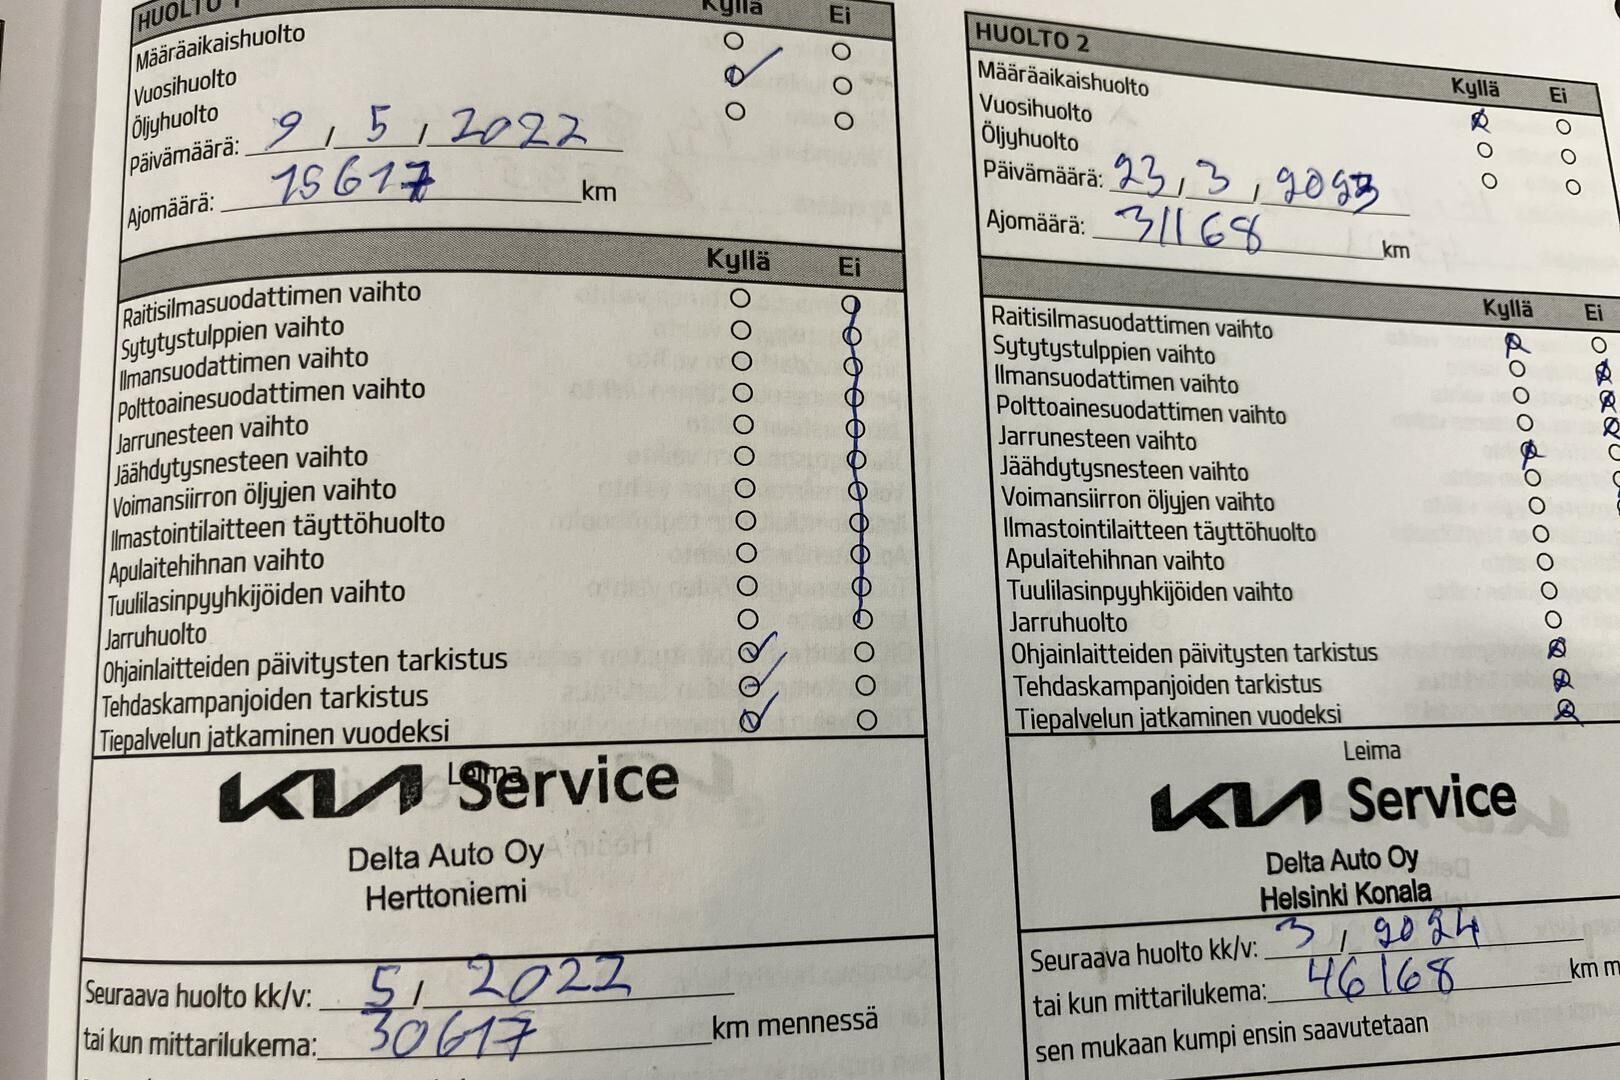 HUOLTO 1 Kyllä Ei
Määräaikaishuolto
Vuosihuolto
Öljyhuolto
Päivämäärä: 9 / 5 / 2022
Ajomäärä: 15617 km
Kyllä Ei
Raitisilmasuodattimen vaihto
Sytytystulppien vaihto
Ilmansuodattimen vaihto
Polttoainesuodattimen vaihto
Jarrunesteen vaihto
Jäähdytysnesteen vaihto
Voimansiirron öljyjen vaihto
Ilmastointilaitteen täyttöhuolto
Apulaitehihnan vaihto
Tuulilasinpyyhkijöiden vaihto
Jarruhuolto
Ohjainlaitteiden päivitysten tarkistus
Tehdaskampanjoiden tarkistus
Tiepalvelun jatkaminen vuodeksi
Leima
KIA Service
Delta Auto Oy
Herttoniemi
Seuraava huolto kk/v: 5 / 2022
tai kun mittarilukema: 30617 km mennessä
HUOLTO 2
Kyllä Ei
Määräaikaishuolto
Vuosihuolto
Öljyhuolto
Päivämäärä: 23 / 3 / 2023
Ajomäärä: 31168 km
Kyllä Ei
Raitisilmasuodattimen vaihto
Sytytystulppien vaihto
Ilmansuodattimen vaihto
Polttoainesuodattimen vaihto
Jarrunesteen vaihto
Jäähdytysnesteen vaihto
Voimansiirron öljyjen vaihto
Ilmastointilaitteen täyttöhuolto
Apulaitehihnan vaihto
Tuulilasinpyyhkijöiden vaihto
Jarruhuolto
Ohjainlaitteiden päivitysten tarkistus
Tehdaskampanjoiden tarkistus
Tiepalvelun jatkaminen vuodeksi
Leima
KIA Service
Delta Auto Oy
Helsinki Konala
Seuraava huolto kk/v: 3 / 2024
tai kun mittarilukema: 46168 km m
sen mukaan kumpi ensin saavutetaan